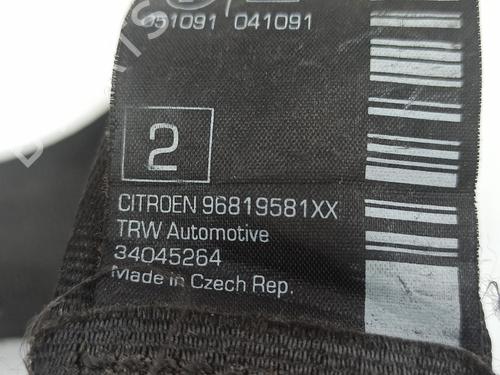 051091 041091
2
CITROEN 96819581XX
TRW Automotive
34045264
Made in Czech Rep.